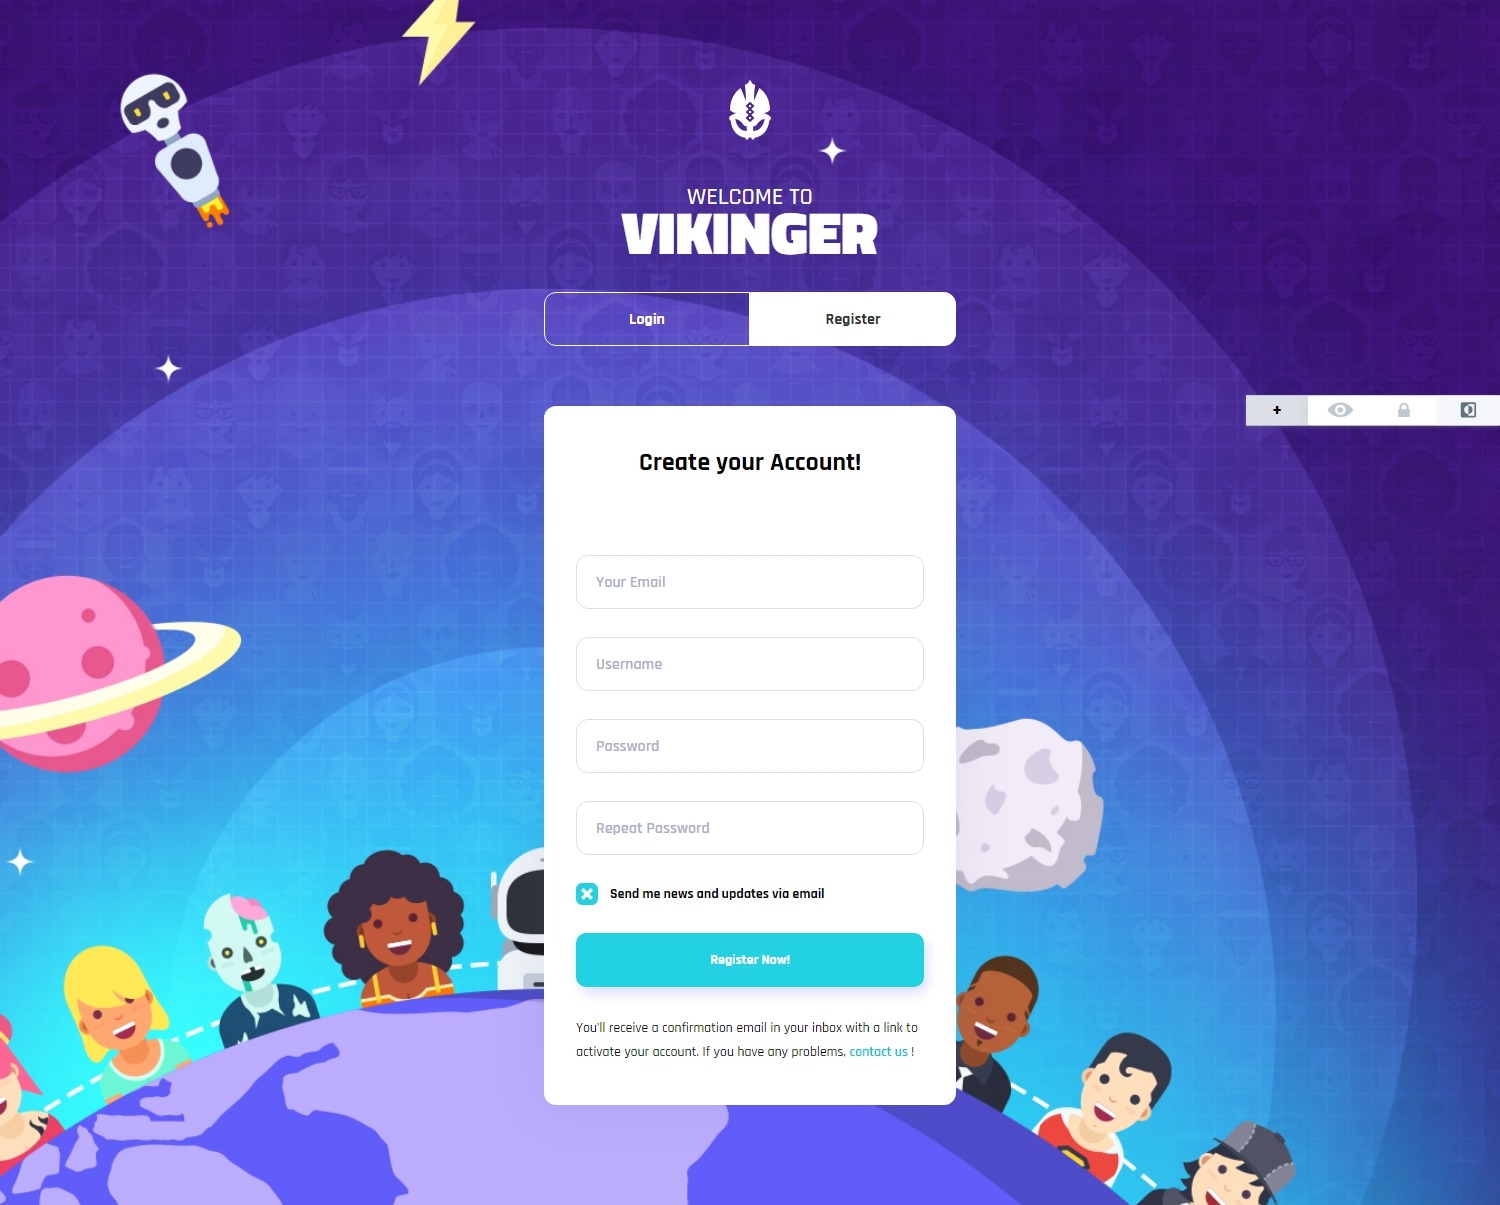 WELCOME TO
VIKINGER
Login
Register
+
Create your Account!
Your Email
Username
Password
Repeat Password
Send me news and updates via email
Register Now!
You'll receive a confirmation email in your inbox with a link to
activate your account. If you have any problems, contact us !